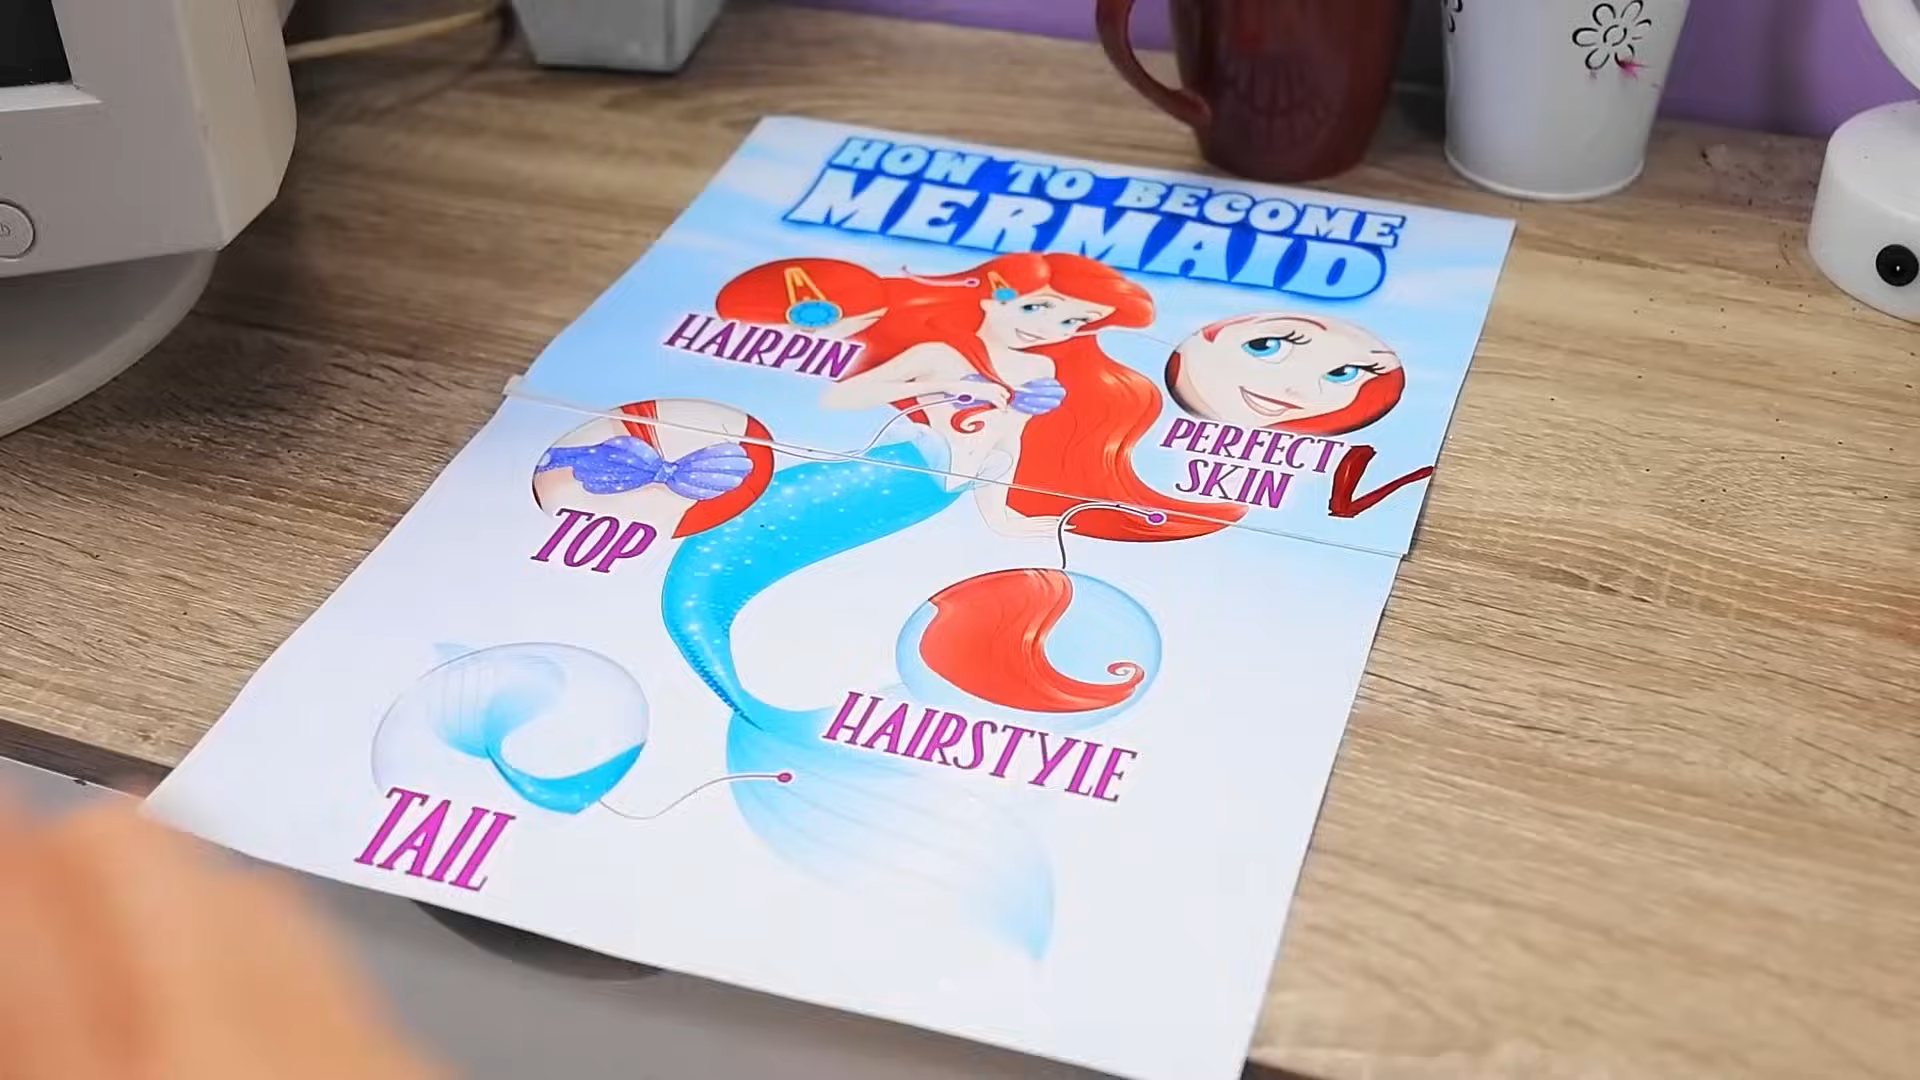 HOW TO BECOME
MERMAID
HAIRPIN
PERFECT
SKIN
TOP
HAIRSTYLE
TAIL